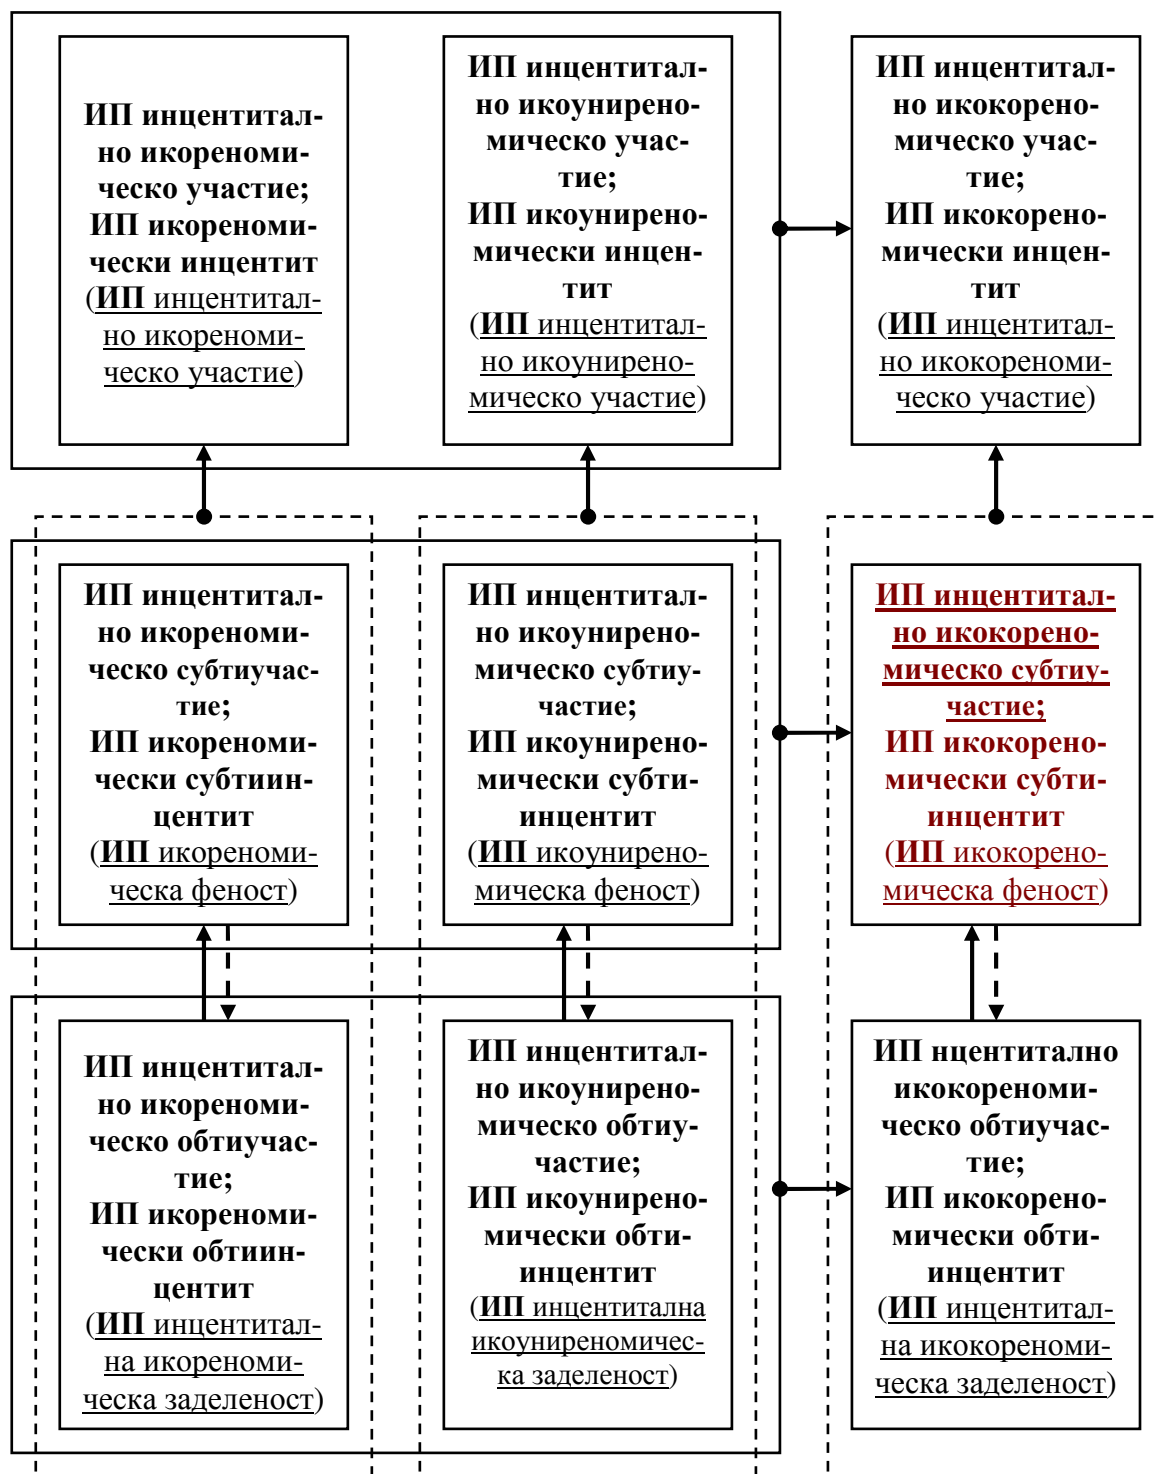 ИП инцентитал-
но икореноми-
ческо участие;
ИП икореноми-
чески инцентит
(ИП инцентитал-
но икореноми-
ческо участие)
ИП инцентитал-
но икоунирено-
мическо учас-
тие;
ИП икоунирено-
мически инцен-
тит
(ИП инцентитал-
но икоунирено-
мическо участие)
ИП инцентитал-
но икокорено-
мическо учас-
тие;
ИП икокорено-
мически инцен-
тит
(ИП инцентитал-
но икокореноми-
ческо участие)
ИП инцентитал-
но икореноми-
ческо субтиучас-
тие;
ИП икореноми-
чески субтиин-
центит
(ИП икореноми-
ческа феност)
ИП инцентитал-
но икоунирено-
мическо субтиу-
частие;
ИП икоунирено-
мически субти-
инцентит
(ИП икоунирено-
мическа феност)
ИП инцентитал-
но икокорено-
мическо субтиу-
частие;
ИП икокорено-
мически субти-
инцентит
(ИП икокорено-
мическа феност)
ИП инцентитал-
но икореноми-
ческо обтиучас-
тие;
ИП икореноми-
чески обтиин-
центит
(ИП инцентитал-
на икореноми-
ческа заделеност)
ИП инцентитал-
но икоунирено-
мическо обтиу-
частие;
ИП икоунирено-
мически обти-
инцентит
(ИП инцентитална
икоуниреномичес-
ка заделеност)
ИП нцентитално
икокореноми-
ческо обтиучас-
тие;
ИП икокорено-
мически обти-
инцентит
(ИП инцентитал-
на икокореноми-
ческа заделеност)